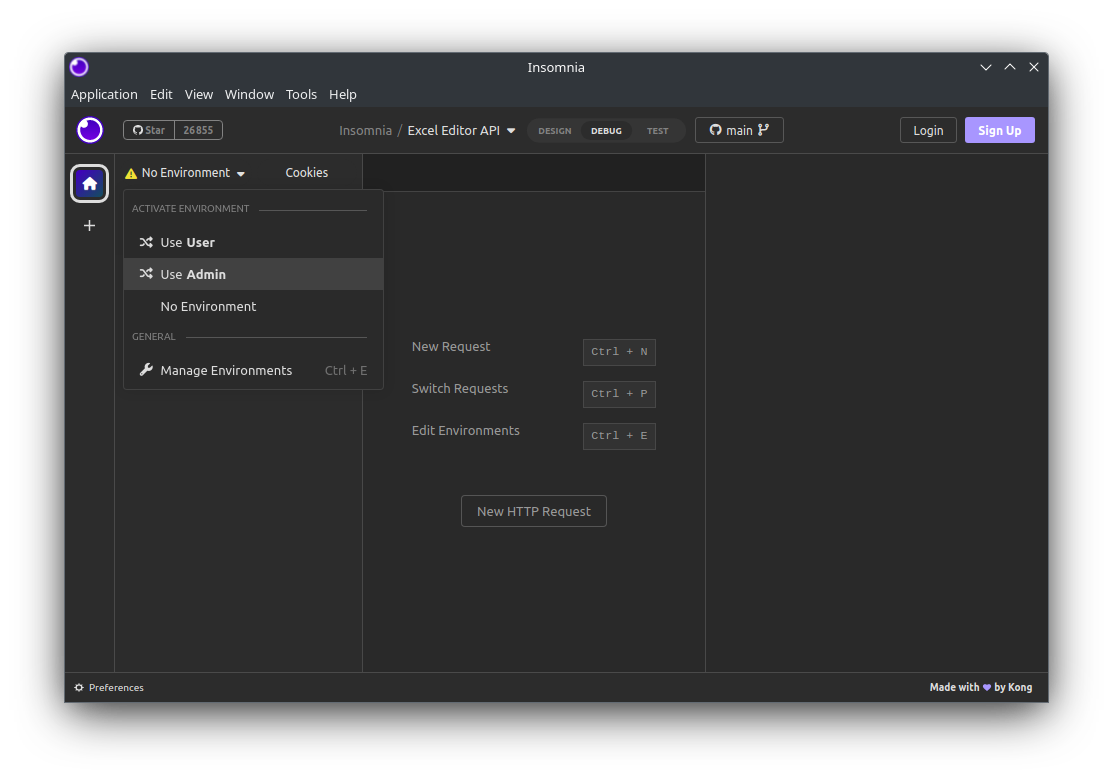 Insomnia
Application Edit View Window Tools Help
Star 26855 Insomnia / Excel Editor API DESIGN DEBUG TEST main Login Sign Up
No Environment Cookies
ACTIVATE ENVIRONMENT
Use User
Use Admin
No Environment
GENERAL
Manage Environments Ctrl + E
New Request Ctrl + N
Switch Requests Ctrl + P
Edit Environments Ctrl + E
New HTTP Request
Preferences Made with by Kong